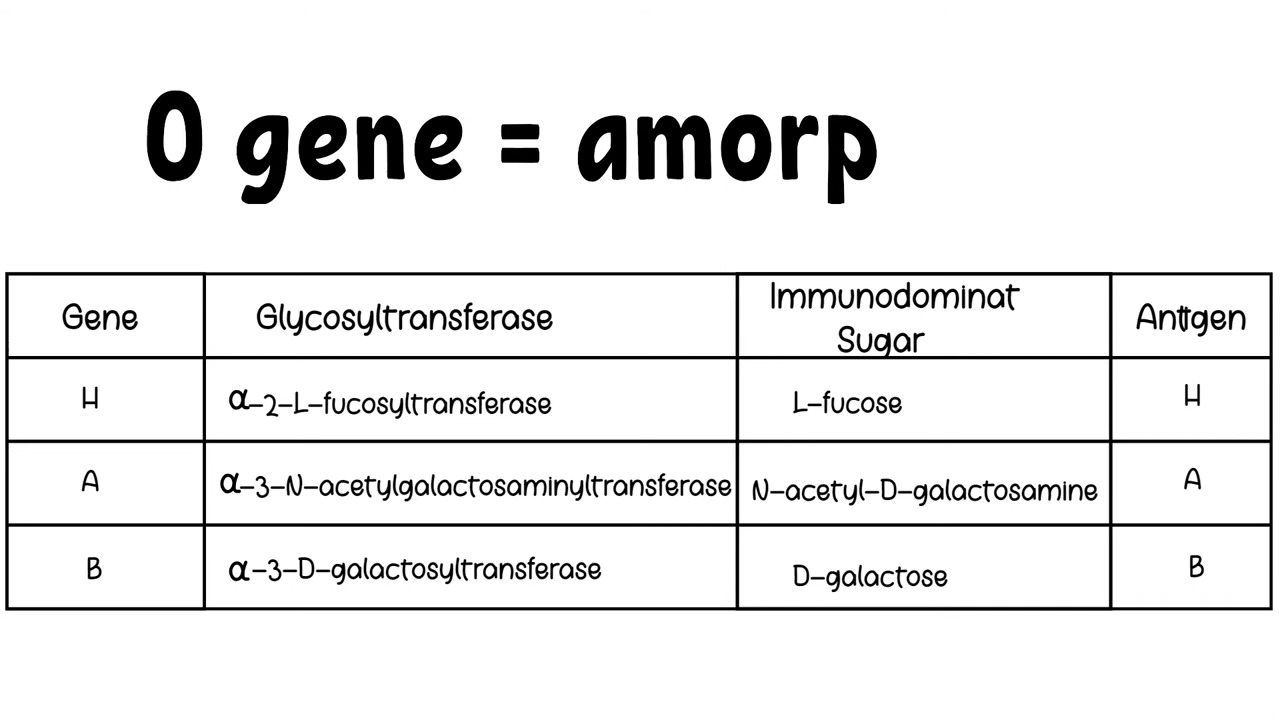 O gene = amorp
Gene Glycosyltransferase Immunodominat Sugar Antigen
H α-2-L-fucosyltransferase L-fucose H
A α-3-N-acetylgalactosaminyltransferase N-acetyl-D-galactosamine A
B α-3-D-galactosyltransferase D-galactose B